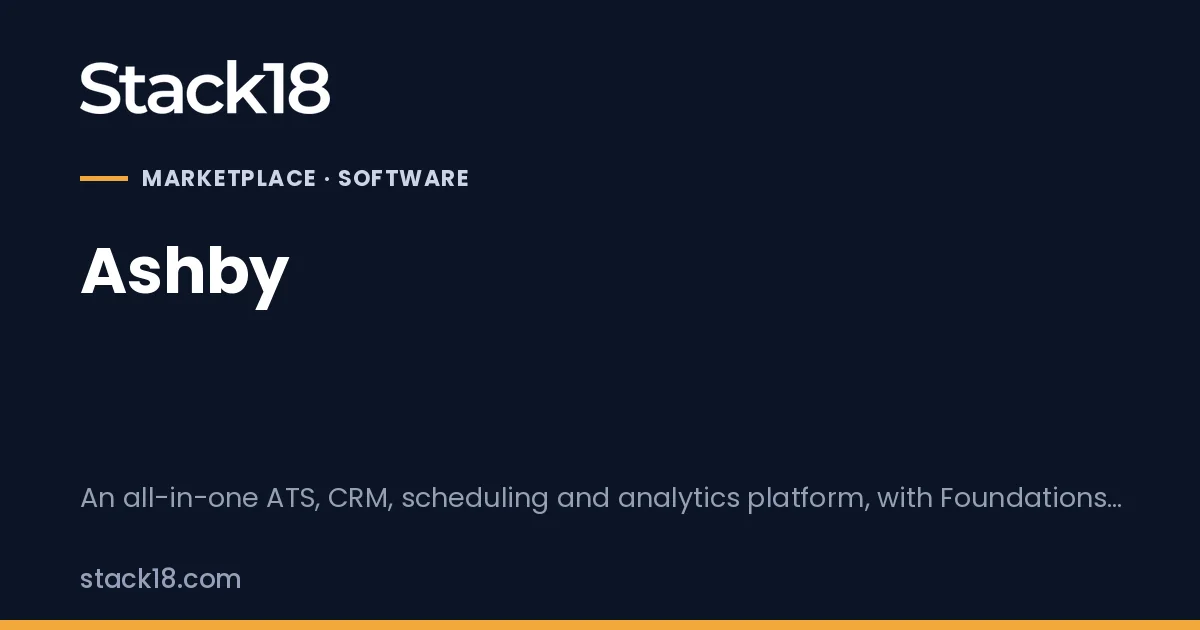 Stack18
MARKETPLACE · SOFTWARE
Ashby
An all-in-one ATS, CRM, scheduling and analytics platform, with Foundations...
stack18.com